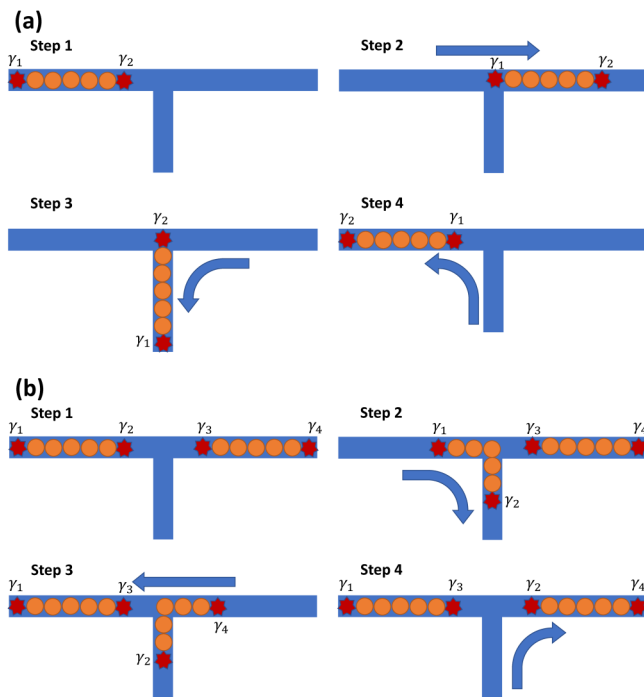 (a)
Step 1
γ₁ γ₂
Step 2
γ₁ γ₂
Step 3
γ₂
γ₁
Step 4
γ₂ γ₁
(b)
Step 1
γ₁ γ₂ γ₃ γ₄
Step 2
γ₁ γ₃ γ₄
γ₂
Step 3
γ₁ γ₃
γ₄
γ₂
Step 4
γ₁ γ₃ γ₂ γ₄